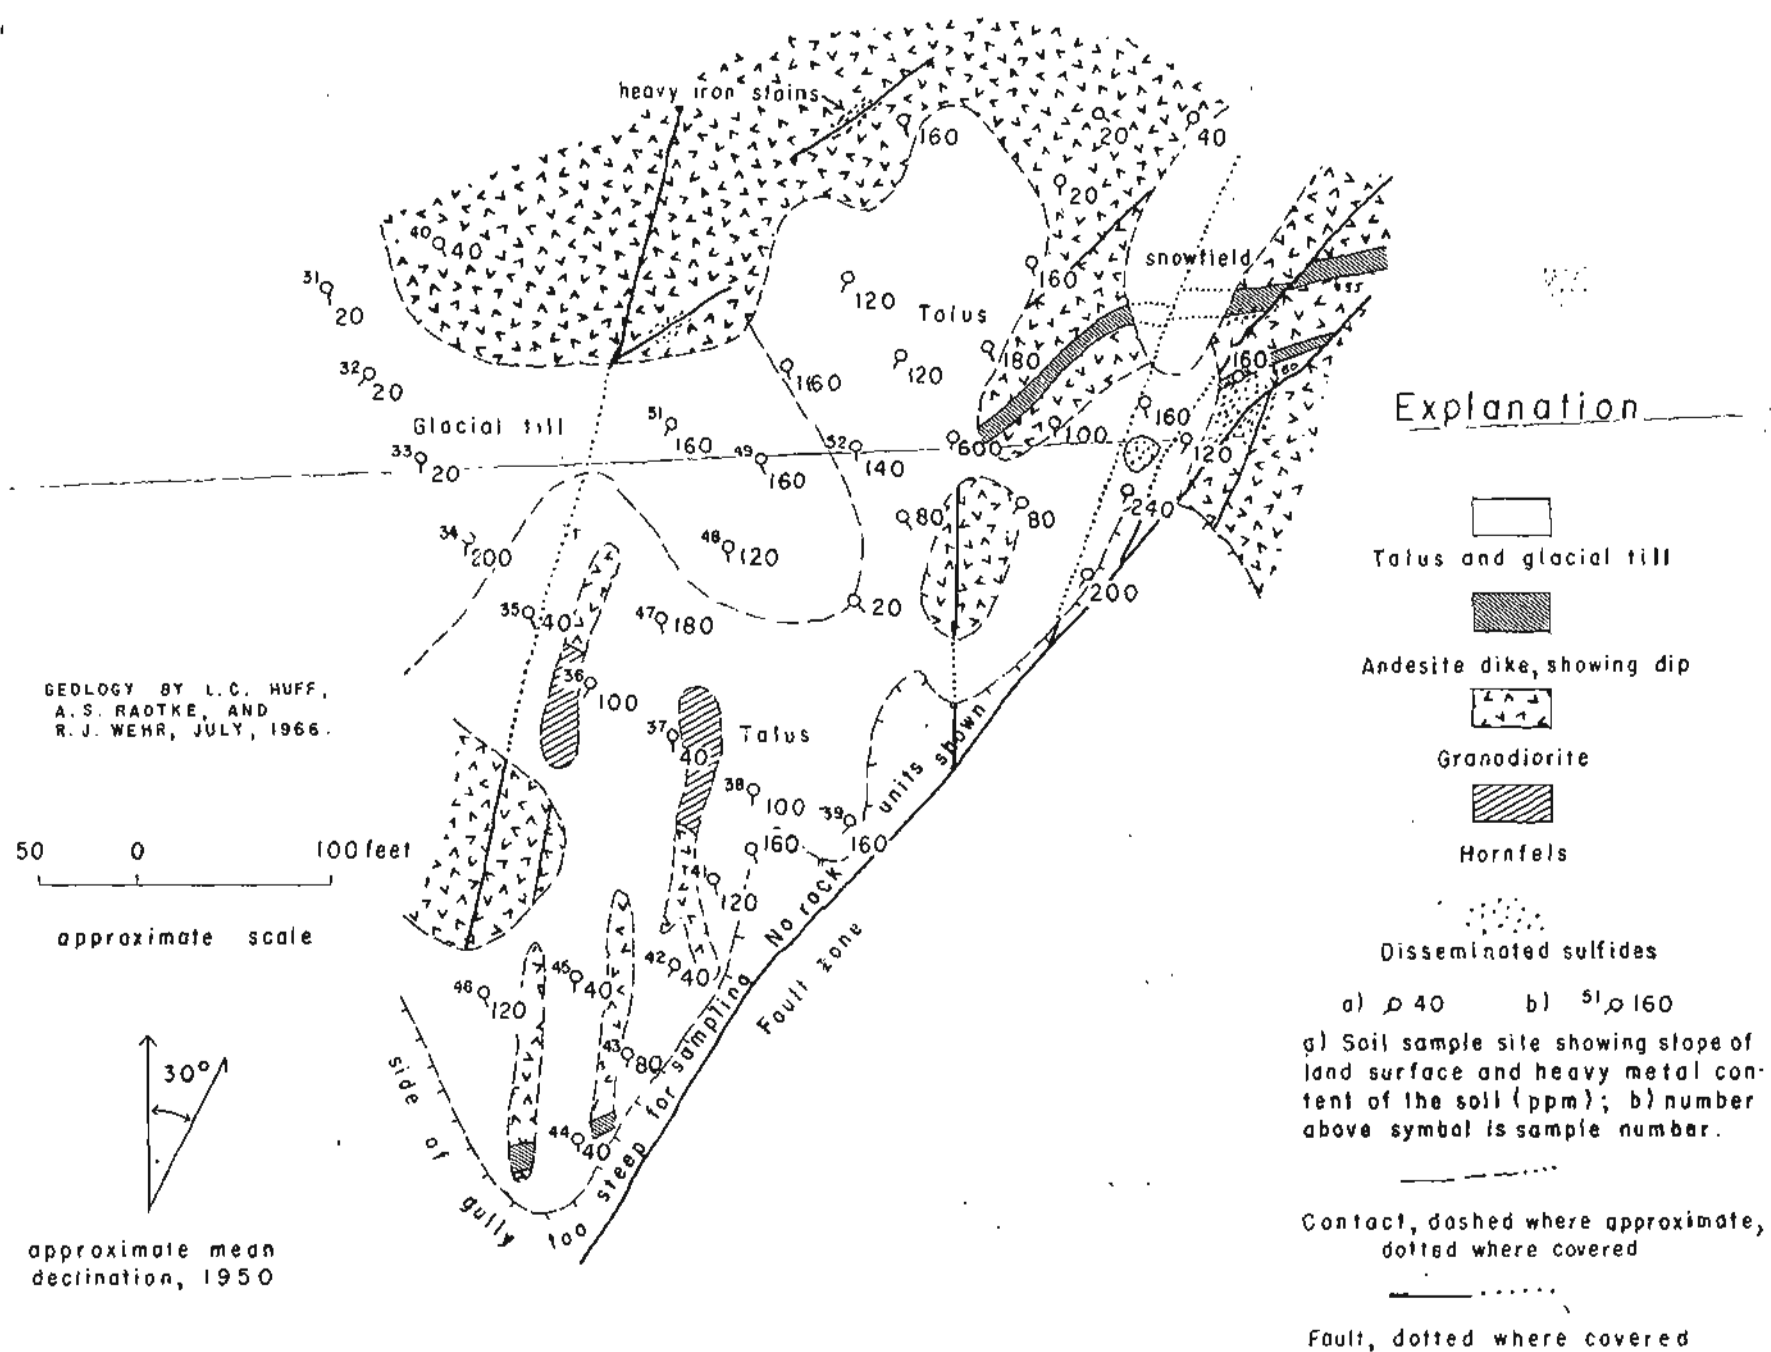 heavy iron stains
160
20
40
20
40 40
31
20
snowfield
160
120
Talus
55
32
20
160
120
180
160
80
Glacial till
51
160
160
100
33
20
49
160
52
140
600
120
34
200
48
120
80
80
240
20
200
35
40
47
180
36
100
37
40
Talus
38
100
39
160
160
41
120
42
40
45
40
46
120
43
80
44
40
units shown
No rock
Fault zone
too steep for sampling
side of gully
GEOLOGY BY L.C. HUFF,
A.S. RADTKE, AND
R.J. WEHR, JULY, 1966.
50 0 100 feet
approximate scale
30°
approximate mean
declination, 1950
Explanation
Talus and glacial till
Andesite dike, showing dip
Granodiorite
Hornfels
Disseminated sulfides
a) 40 b) 51 160
a) Soil sample site showing slope of
land surface and heavy metal con-
tent of the soil (ppm); b) number
above symbol is sample number.
Contact, dashed where approximate,
dotted where covered
Fault, dotted where covered